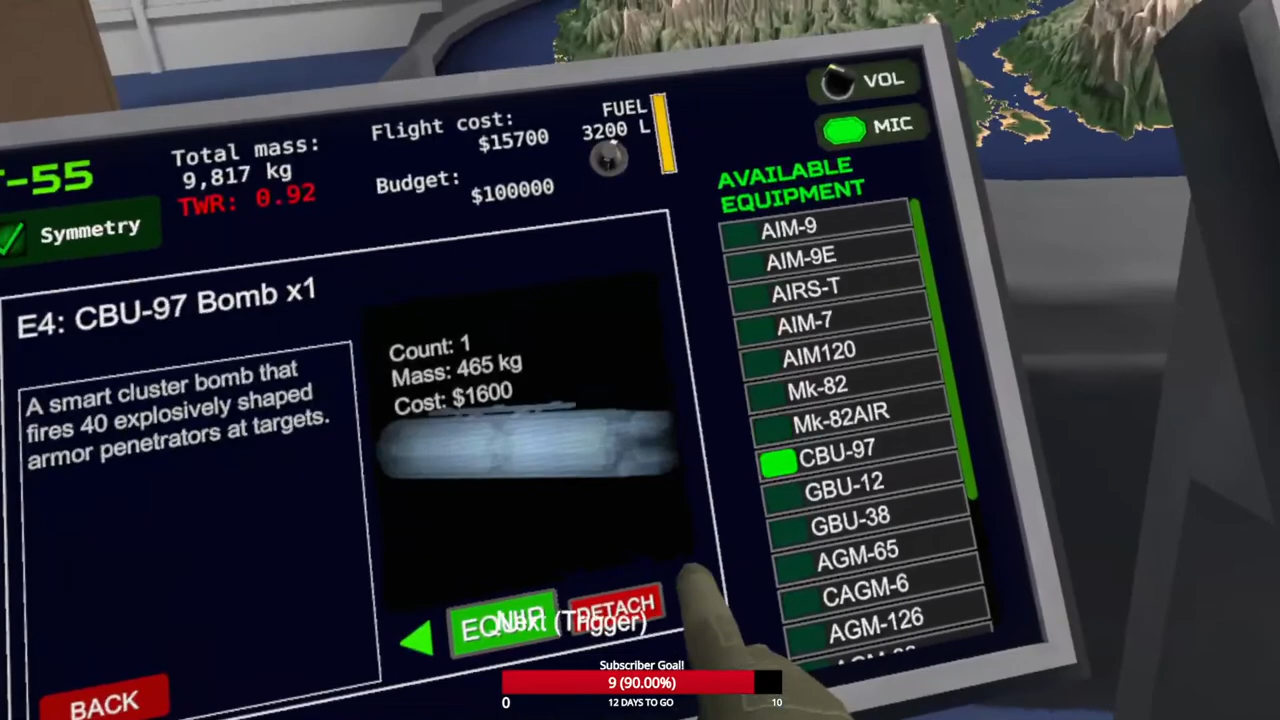 -55
Symmetry
Total mass:
9,817 kg
TWR: 0.92
Flight cost:
$15700
Budget:
$100000
FUEL
3200 L
VOL
MIC
E4: CBU-97 Bomb x1
A smart cluster bomb that
fires 40 explosively shaped
armor penetrators at targets.
Count: 1
Mass: 465 kg
Cost: $1600
EQUIP
DETACH
Next (Trigger)
BACK
AVAILABLE
EQUIPMENT
AIM-9
AIM-9E
AIRS-T
AIM-7
AIM120
Mk-82
Mk-82AIR
CBU-97
GBU-12
GBU-38
AGM-65
CAGM-6
AGM-126
Subscriber Goal!
9 (90.00%)
0
12 DAYS TO GO
10